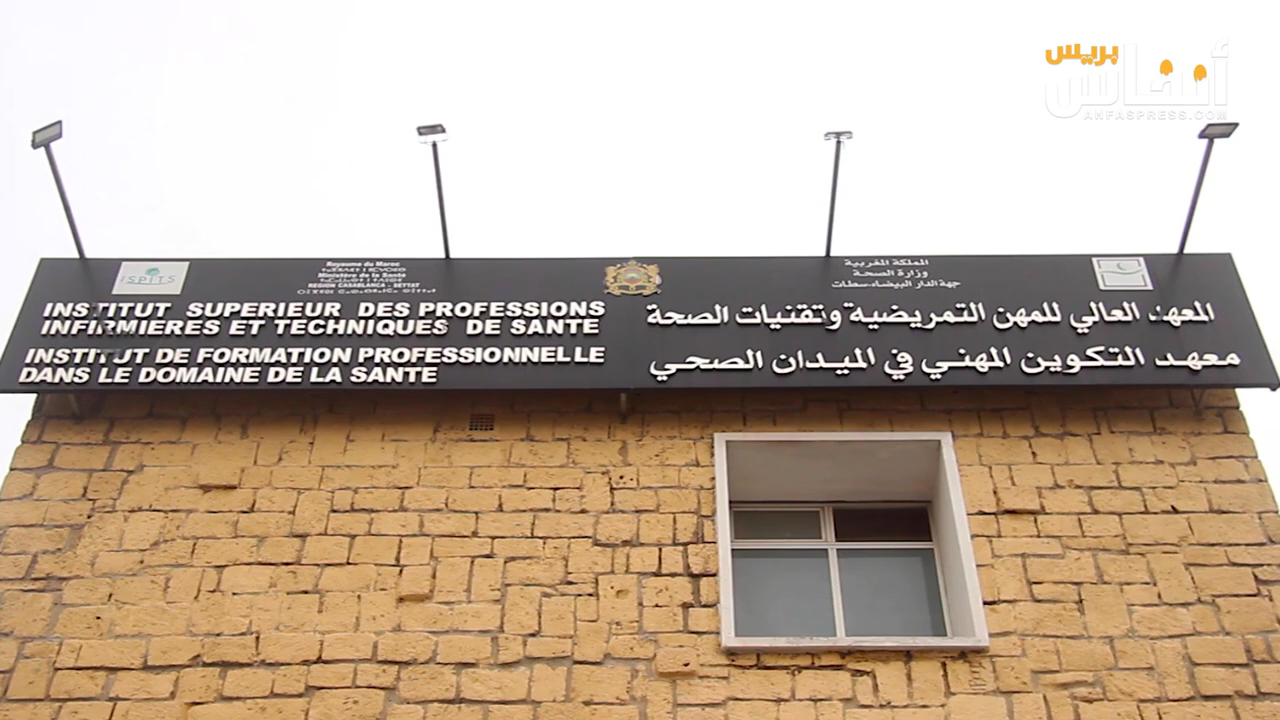 بريس
أنفاس
ANFASPRESS.COM
ISPITS
Royaume du Maroc
Ministère de la Santé
REGION CASABLANCA - SETTAT
INSTITUT SUPERIEUR DES PROFESSIONS
INFIRMIERES ET TECHNIQUES DE SANTE
INSTITUT DE FORMATION PROFESSIONNELLE
DANS LE DOMAINE DE LA SANTE
المملكة المغربية
وزارة الصحة
جهة الدار البيضاء-سطات
المعهد العالي للمهن التمريضية وتقنيات الصحة
معهد التكوين المهني في الميدان الصحي